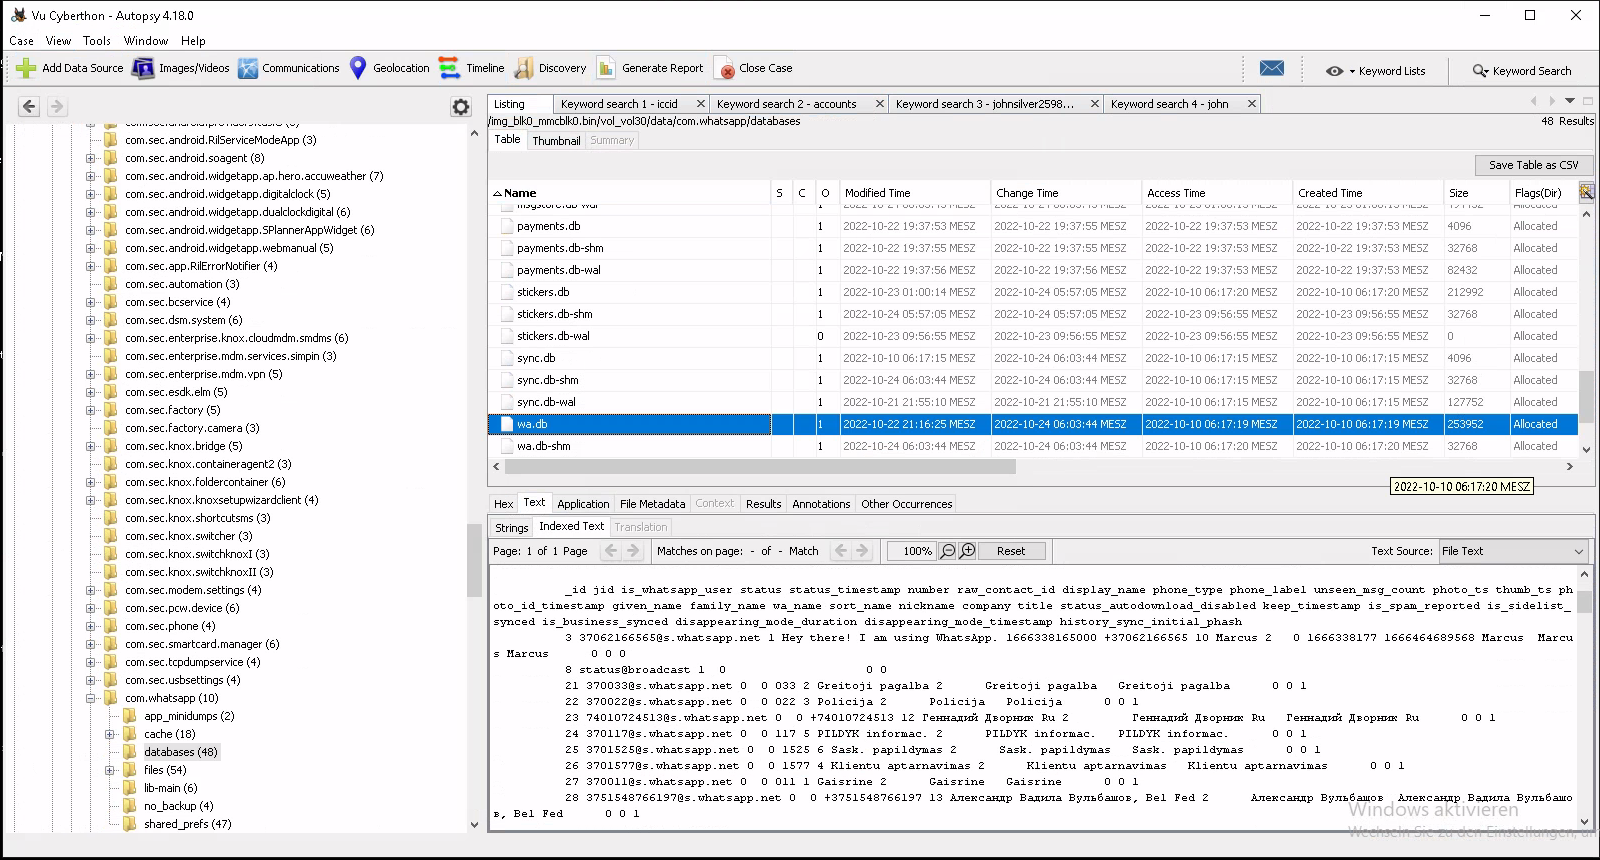 Vu Cyberthon - Autopsy 4.18.0
Case View Tools Window Help
Add Data Source Images/Videos Communications Geolocation Timeline Discovery Generate Report Close Case Keyword Lists Keyword Search
com.sec.android.RilServiceModeApp (3)
com.sec.android.soagent (8)
com.sec.android.widgetapp.ap.hero.accuweather (7)
com.sec.android.widgetapp.digitalclock (5)
com.sec.android.widgetapp.dualclockdigital (6)
com.sec.android.widgetapp.SPlannerAppWidget (6)
com.sec.android.widgetapp.webmanual (5)
com.sec.app.RilErrorNotifier (4)
com.sec.automation (3)
com.sec.bcservice (4)
com.sec.dsm.system (6)
com.sec.enterprise.knox.cloudmdm.smdms (6)
com.sec.enterprise.mdm.services.simpin (3)
com.sec.enterprise.mdm.vpn (5)
com.sec.esdk.elm (5)
com.sec.factory (5)
com.sec.factory.camera (3)
com.sec.knox.bridge (5)
com.sec.knox.containeragent2 (3)
com.sec.knox.foldercontainer (6)
com.sec.knox.knoxsetupwizardclient (4)
com.sec.knox.shortcutsms (3)
com.sec.knox.switcher (3)
com.sec.knox.switchknoxI (3)
com.sec.knox.switchknoxII (3)
com.sec.modem.settings (4)
com.sec.pcw.device (6)
com.sec.phone (4)
com.sec.smartcard.manager (6)
com.sec.tcpdumpservice (4)
com.sec.usbsettings (4)
com.whatsapp (10)
app_minidumps (2)
cache (18)
databases (48)
files (54)
lib-main (6)
no_backup (4)
shared_prefs (47)
Listing Keyword search 1 - iccid Keyword search 2 - accounts Keyword search 3 - johnsilver2598... Keyword search 4 - john
/img_blk0_mmcblk0.bin/vol_vol30/data/com.whatsapp/databases 48 Results
Table Thumbnail Summary
Save Table as CSV
Name S C O Modified Time Change Time Access Time Created Time Size Flags(Dir)
payments.db 1 2022-10-22 19:37:53 MESZ 2022-10-22 19:37:55 MESZ 2022-10-22 19:37:53 MESZ 2022-10-22 19:37:53 MESZ 4096 Allocated
payments.db-shm 1 2022-10-22 19:37:55 MESZ 2022-10-22 19:37:55 MESZ 2022-10-22 19:37:53 MESZ 2022-10-22 19:37:53 MESZ 32768 Allocated
payments.db-wal 1 2022-10-22 19:37:56 MESZ 2022-10-22 19:37:56 MESZ 2022-10-22 19:37:53 MESZ 2022-10-22 19:37:53 MESZ 82432 Allocated
stickers.db 1 2022-10-23 01:00:14 MESZ 2022-10-24 05:57:05 MESZ 2022-10-10 06:17:20 MESZ 2022-10-10 06:17:20 MESZ 212992 Allocated
stickers.db-shm 1 2022-10-24 05:57:05 MESZ 2022-10-24 05:57:05 MESZ 2022-10-23 09:56:55 MESZ 2022-10-23 09:56:55 MESZ 32768 Allocated
stickers.db-wal 0 2022-10-23 09:56:55 MESZ 2022-10-23 09:56:55 MESZ 2022-10-23 09:56:55 MESZ 2022-10-23 09:56:55 MESZ 0 Allocated
sync.db 1 2022-10-10 06:17:15 MESZ 2022-10-24 06:03:44 MESZ 2022-10-10 06:17:15 MESZ 2022-10-10 06:17:15 MESZ 4096 Allocated
sync.db-shm 1 2022-10-24 06:03:44 MESZ 2022-10-24 06:03:44 MESZ 2022-10-10 06:17:15 MESZ 2022-10-10 06:17:15 MESZ 32768 Allocated
sync.db-wal 1 2022-10-21 21:55:10 MESZ 2022-10-21 21:55:10 MESZ 2022-10-10 06:17:15 MESZ 2022-10-10 06:17:15 MESZ 127752 Allocated
wa.db 1 2022-10-22 21:16:25 MESZ 2022-10-24 06:03:44 MESZ 2022-10-10 06:17:19 MESZ 2022-10-10 06:17:19 MESZ 253952 Allocated
wa.db-shm 1 2022-10-24 06:03:44 MESZ 2022-10-24 06:03:44 MESZ 2022-10-10 06:17:20 MESZ 2022-10-10 06:17:20 MESZ 32768 Allocated
2022-10-10 06:17:20 MESZ
Hex Text Application File Metadata Context Results Annotations Other Occurrences
Strings Indexed Text Translation
Page: 1 of 1 Page Matches on page: - of - Match 100% Reset Text Source: File Text
_id jid is_whatsapp_user status status_timestamp number raw_contact_id display_name phone_type phone_label unseen_msg_count photo_ts thumb_ts ph
oto_id_timestamp given_name family_name wa_name sort_name nickname company title status_autodownload_disabled keep_timestamp is_spam_reported is_sidelist_
synced is_business_synced disappearing_mode_duration disappearing_mode_timestamp history_sync_initial_phash
3 37062166565@s.whatsapp.net 1 Hey there! I am using WhatsApp. 1666338165000 +37062166565 10 Marcus 2 0 1666338177 1666464689568 Marcus Marcu
s Marcus 0 0 0
8 status@broadcast 1 0 0 0
21 370033@s.whatsapp.net 0 0 033 2 Greitoji pagalba 2 Greitoji pagalba Greitoji pagalba 0 0 1
22 370022@s.whatsapp.net 0 0 022 3 Policija 2 Policija Policija 0 0 1
23 74010724513@s.whatsapp.net 0 0 +74010724513 12 Геннадий Дворник Ru 2 Геннадий Дворник Ru Геннадий Дворник Ru 0 0 1
24 370117@s.whatsapp.net 0 0 117 5 PILDYK informac. 2 PILDYK informac. PILDYK informac. 0 0 1
25 3701525@s.whatsapp.net 0 0 1525 6 Sask. papildymas 2 Sask. papildymas Sask. papildymas 0 0 1
26 3701577@s.whatsapp.net 0 0 1577 4 Klientu aptarnavimas 2 Klientu aptarnavimas Klientu aptarnavimas 0 0 1
27 370011@s.whatsapp.net 0 0 011 1 Gaisrine 2 Gaisrine Gaisrine 0 0 1
28 3751548766197@s.whatsapp.net 0 0 +3751548766197 13 Александр Вадила Вульбашов, Bel Fed 2 Александр Вульбашов Александр Вадила Вульбашо
в, Bel Fed 0 0 1
Windows aktivieren
Wechseln Sie zu den Einstellungen, um